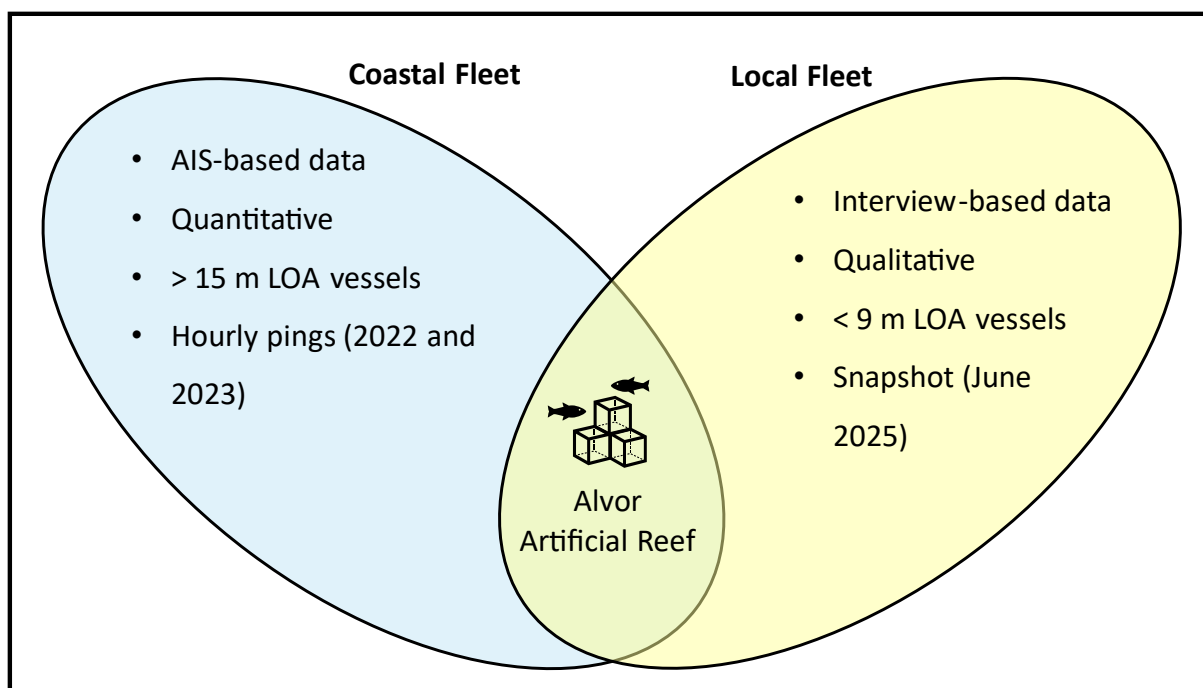 Coastal Fleet
• AIS-based data
• Quantitative
• > 15 m LOA vessels
• Hourly pings (2022 and
2023)
Local Fleet
• Interview-based data
• Qualitative
• < 9 m LOA vessels
• Snapshot (June
2025)
Alvor
Artificial Reef